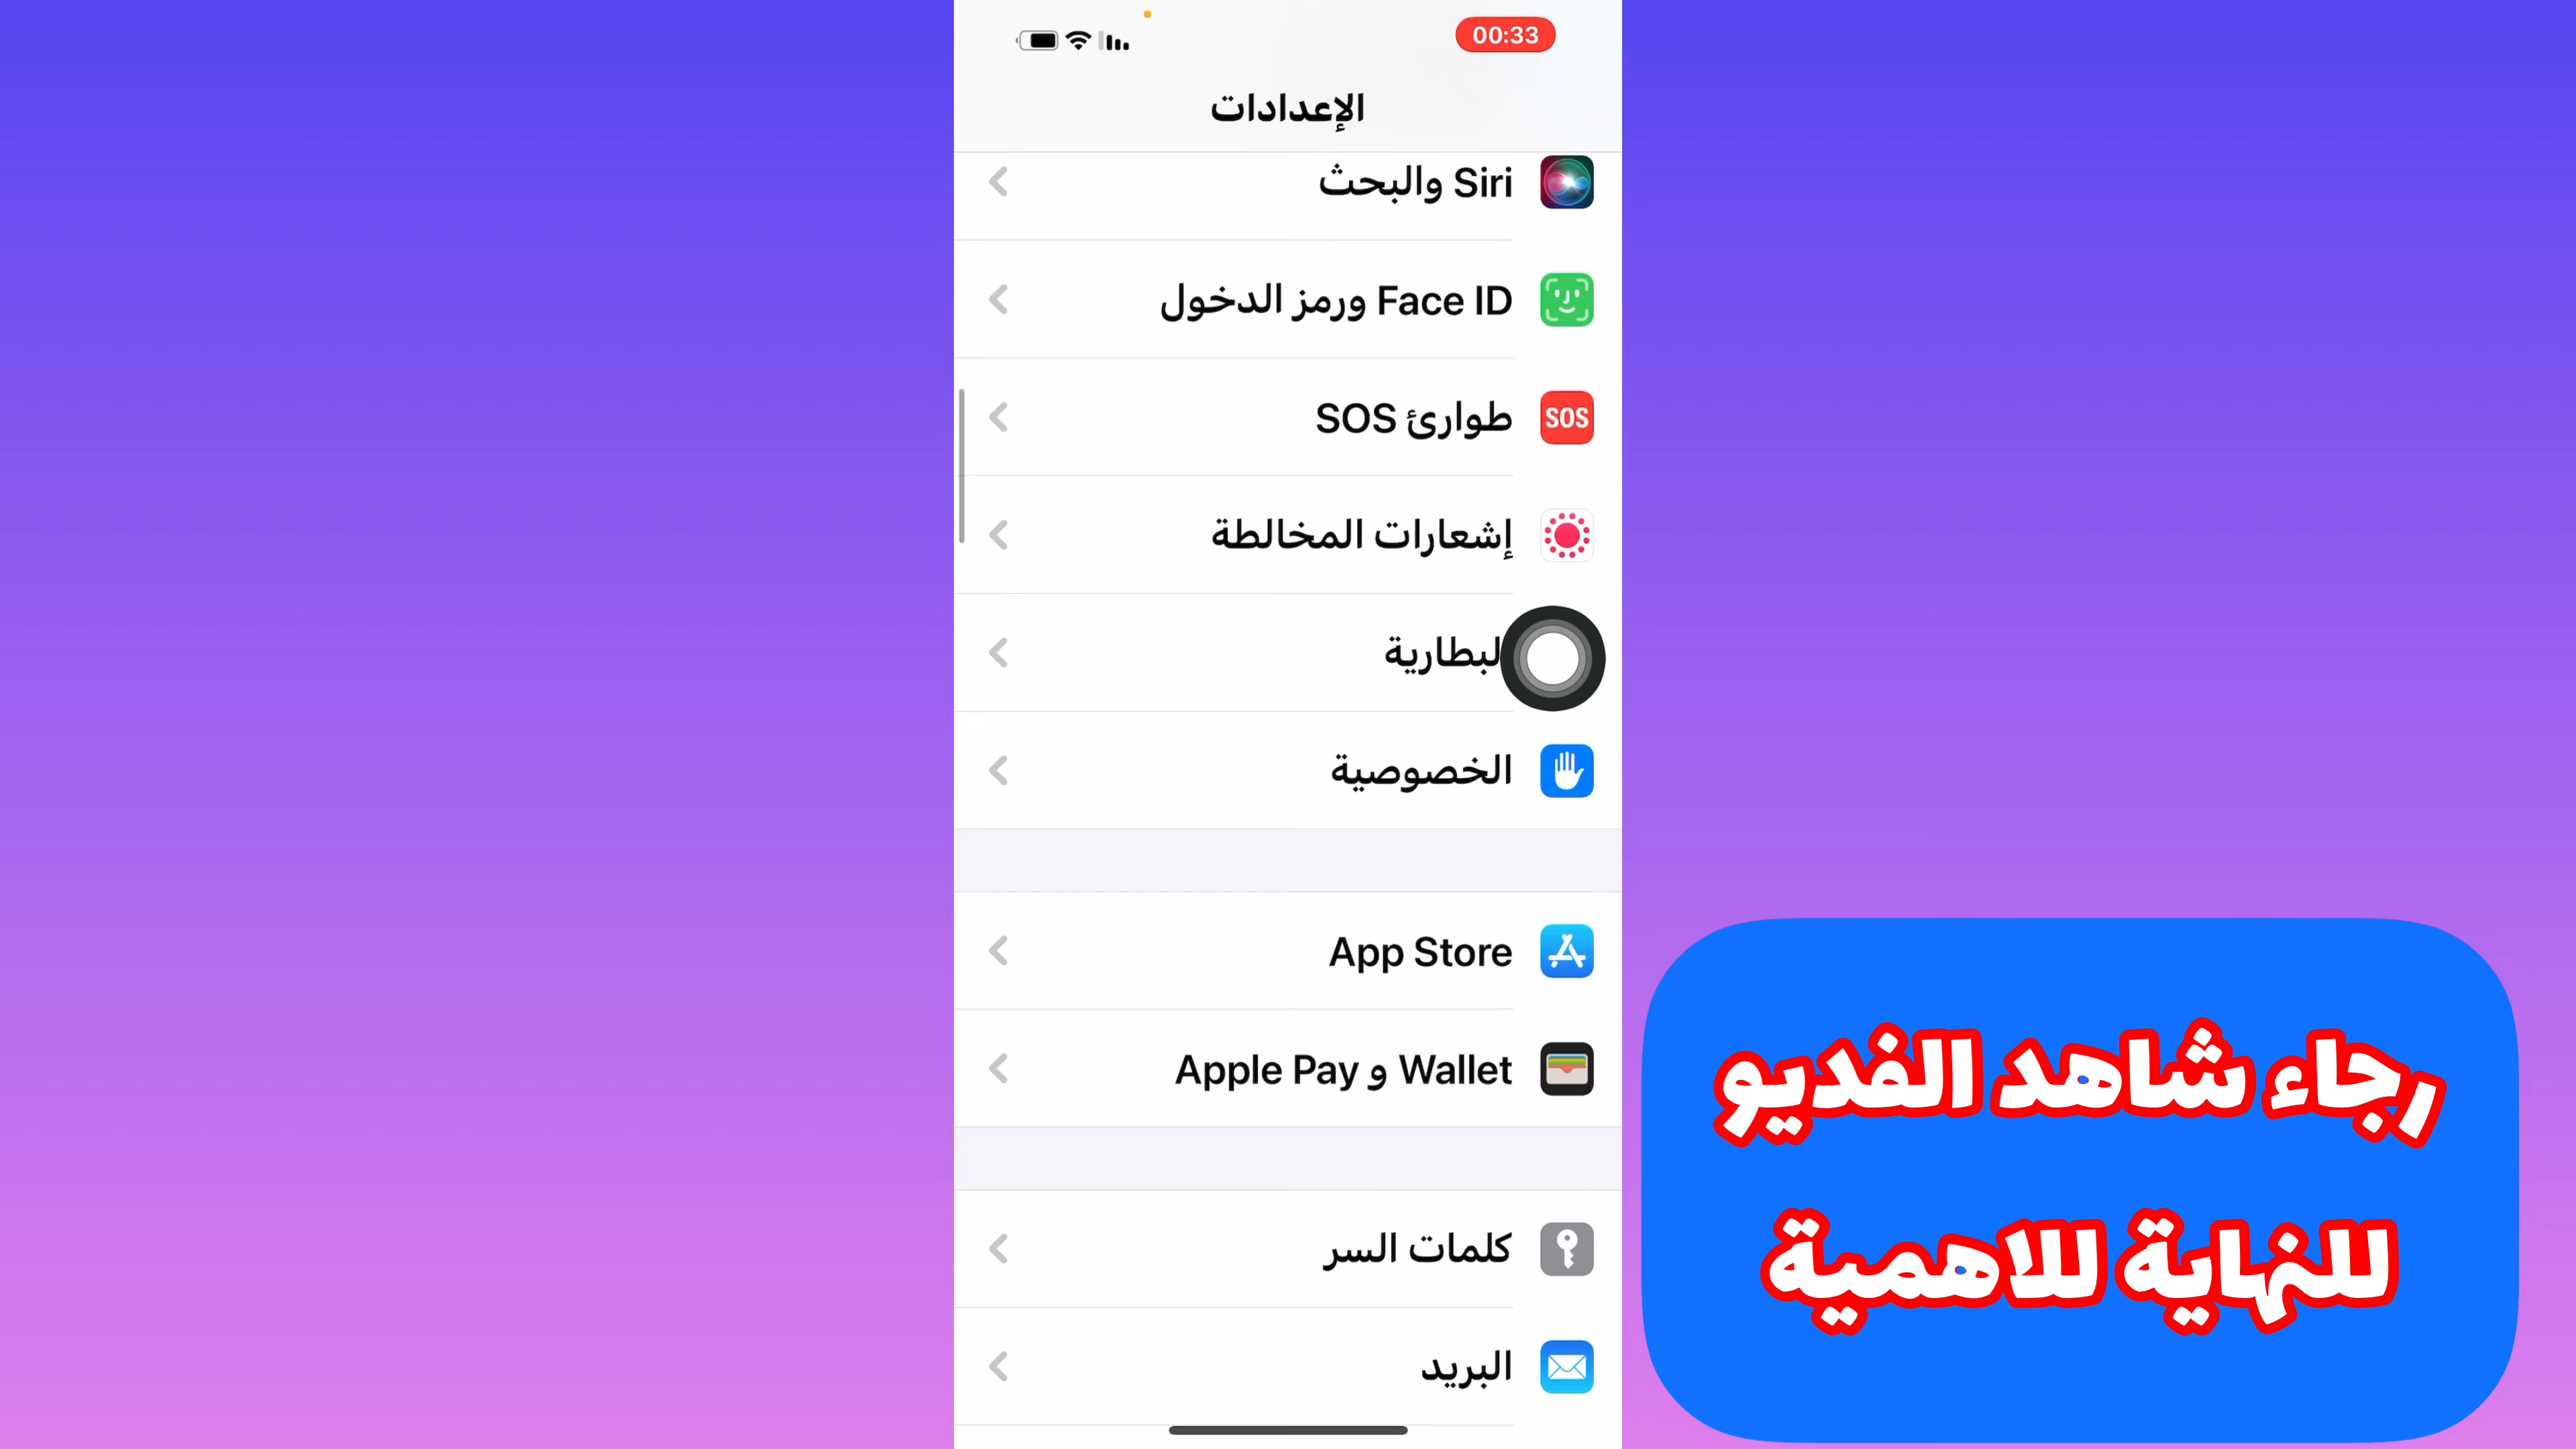 00:33
الإعدادات
Siri والبحث
Face ID ورمز الدخول
SOS
طوارئ SOS
إشعارات المخالطة
لبطارية
الخصوصية
App Store
Wallet و Apple Pay
كلمات السر
البريد
رجاء شاهد الفديو
للنهاية للاهمية